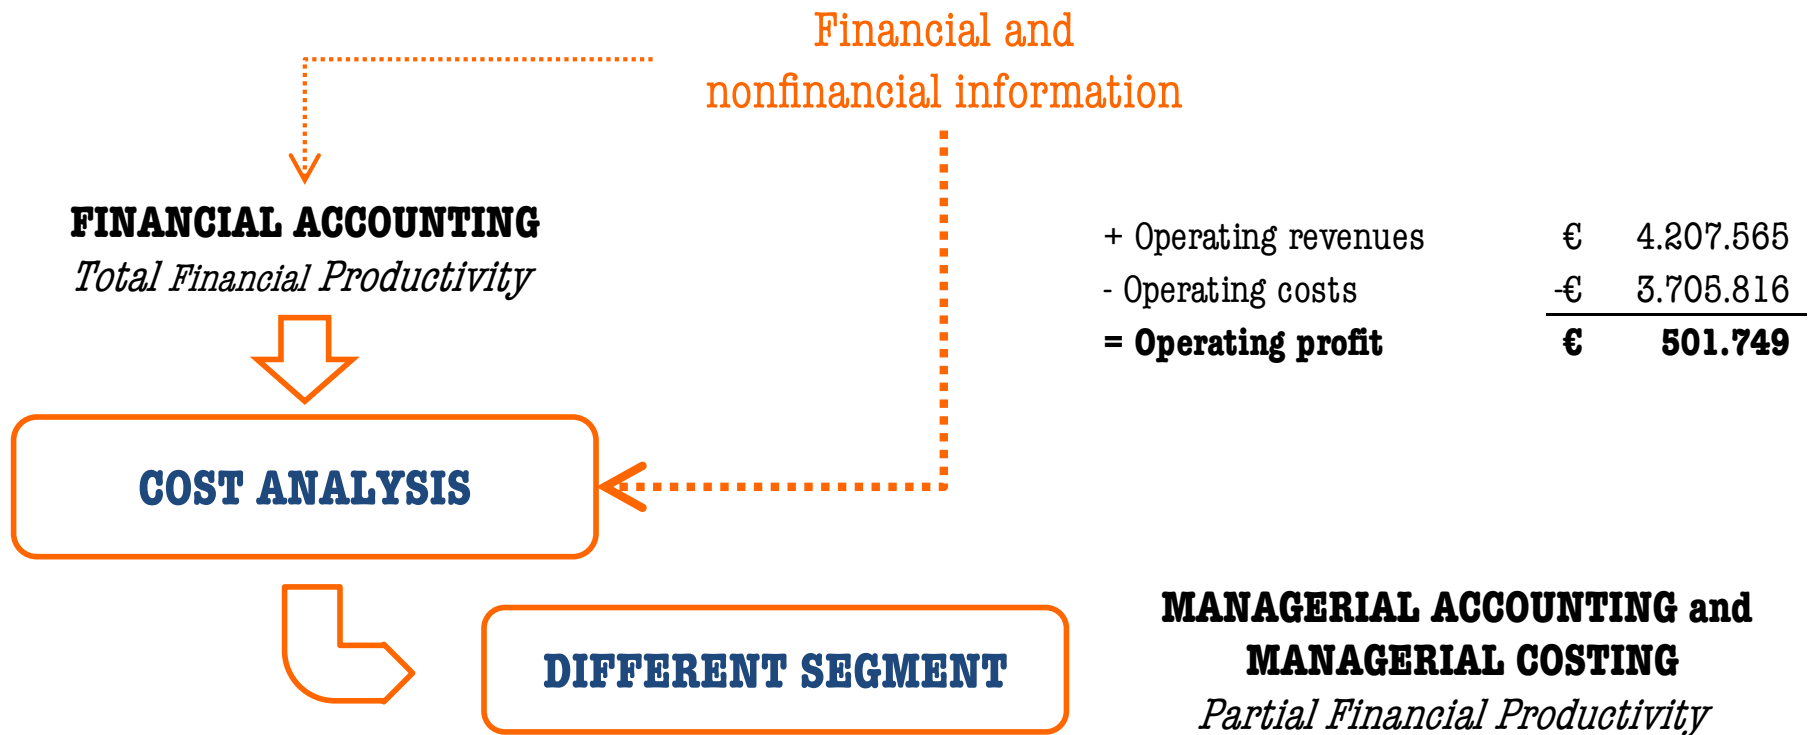 Financial and
nonfinancial information
FINANCIAL ACCOUNTING
Total Financial Productivity
+ Operating revenues € 4.207.565
- Operating costs -€ 3.705.816
= Operating profit € 501.749
COST ANALYSIS
DIFFERENT SEGMENT
MANAGERIAL ACCOUNTING and
MANAGERIAL COSTING
Partial Financial Productivity